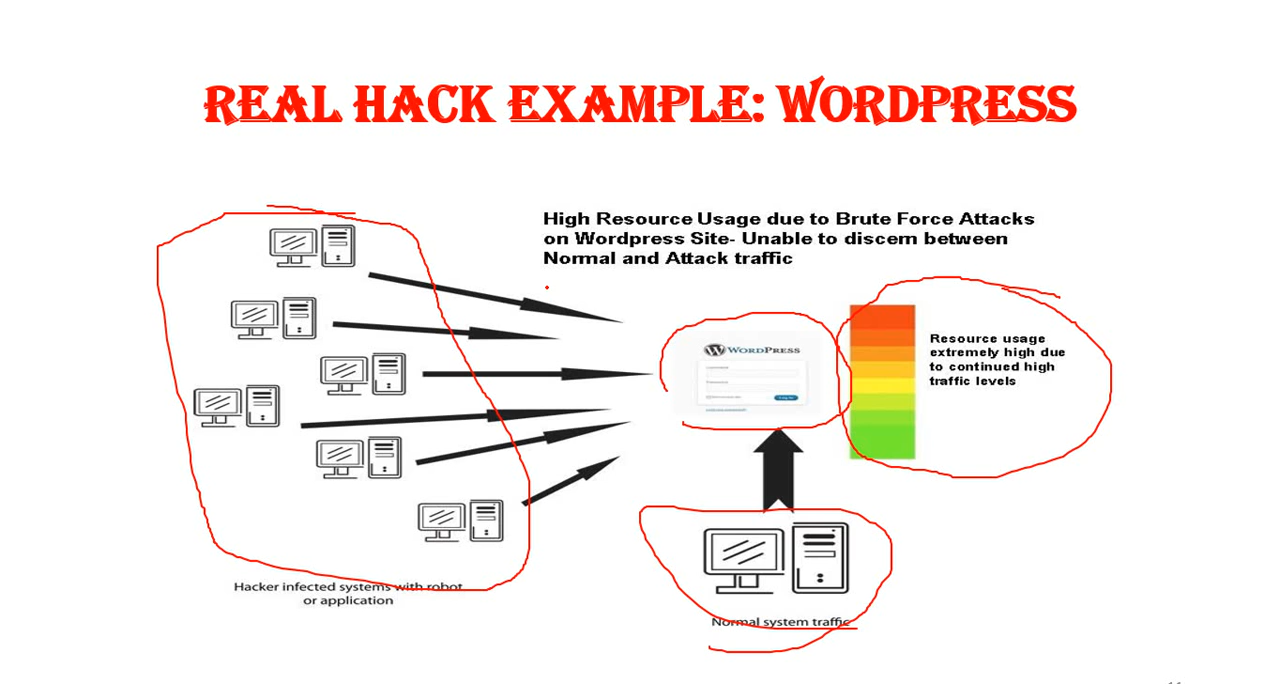 REAL HACK EXAMPLE: WORDPRESS
High Resource Usage due to Brute Force Attacks
on Wordpress Site- Unable to discern between
Normal and Attack traffic
WORDPRESS
Resource usage
extremely high due
to continued high
traffic levels
Hacker infected systems with robot
or application
Normal system traffic